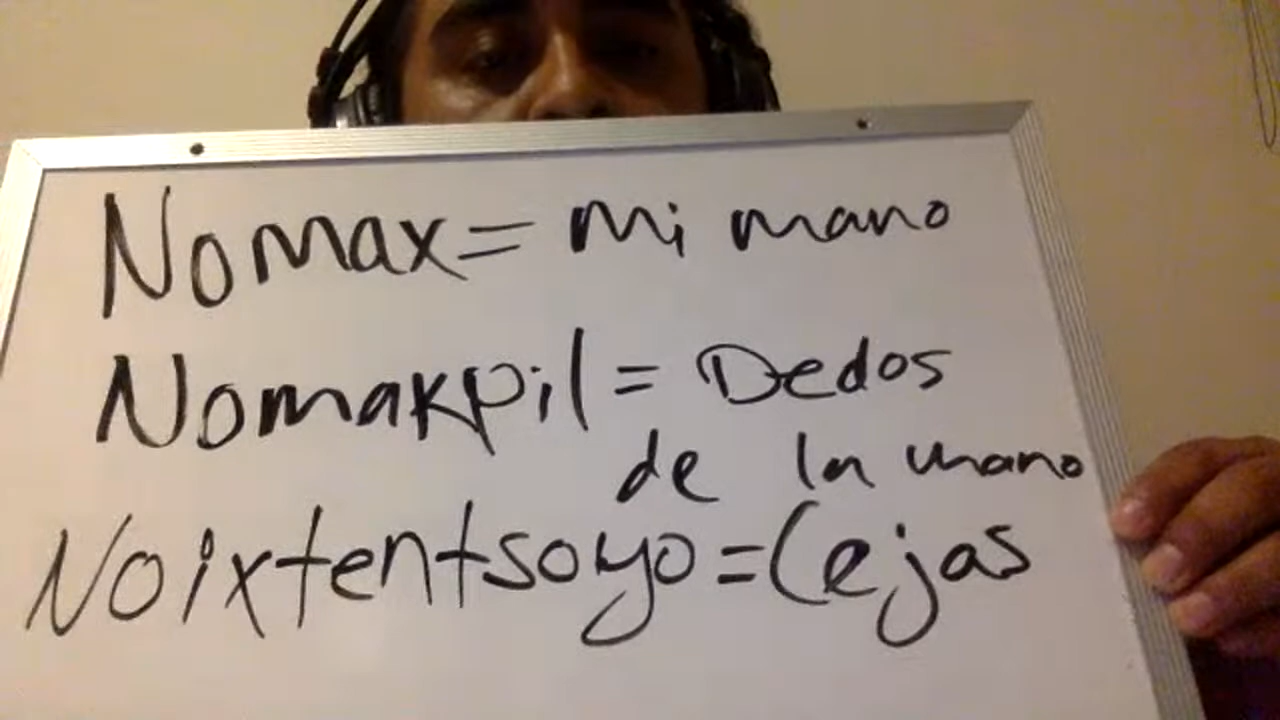 Nomax= mi mano
Nomakpil= Dedos
de la mano
Noixtentsoyo=Cejas